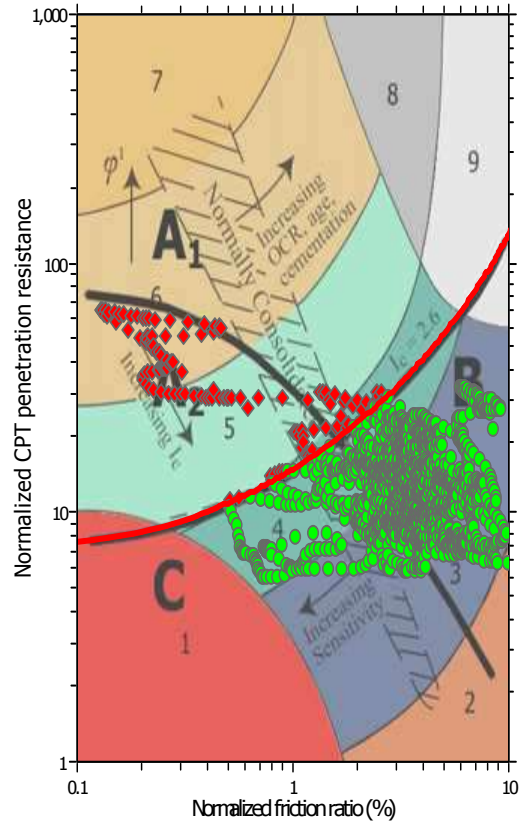 1,000
7
8
9
φ'
Increasing
OCR, age,
cementation
Normally Consolidated
100
A1
6
Ic = 2.6
B
A2
5
Increasing Ic
10
4
3
C
1
Increasing
Sensitivity
2
1
0.1
1
10
Normalized CPT penetration resistance
Normalized friction ratio (%)